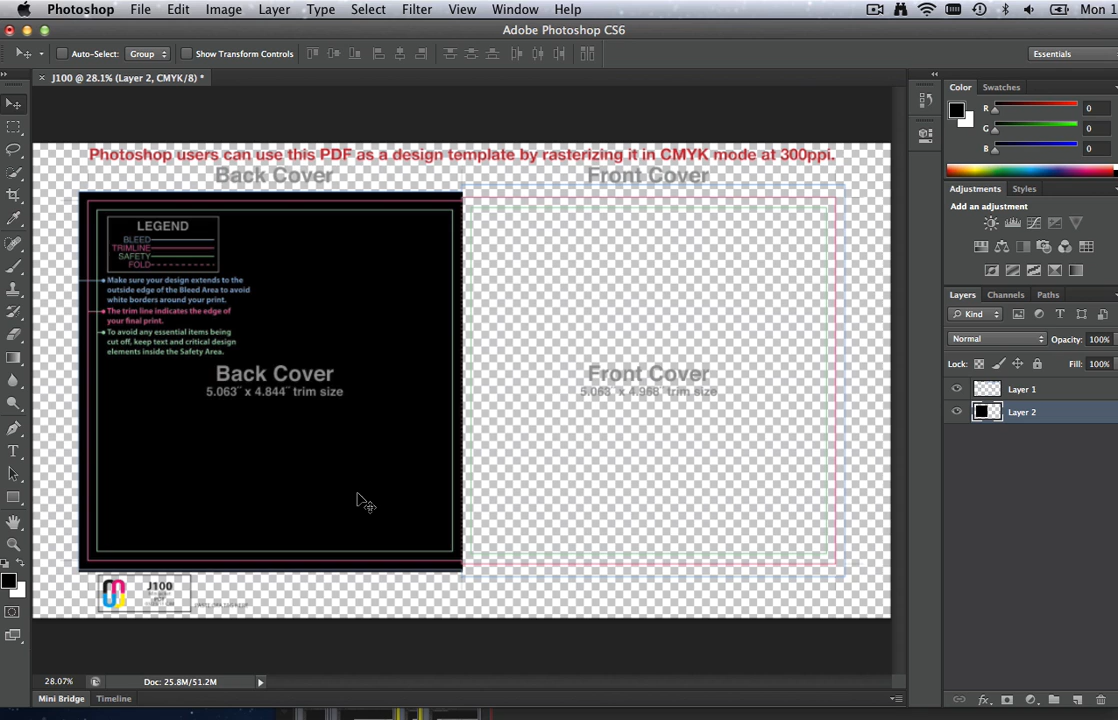 Photoshop File Edit Image Layer Type Select Filter View Window Help Mon 1
Adobe Photoshop CS6
Auto-Select: Group Show Transform Controls Essentials
× J100 @ 28.1% (Layer 2, CMYK/8) *
Color Swatches
R 0
G 0
B 0
Photoshop users can use this PDF as a design template by rasterizing it in CMYK mode at 300ppi.
Back Cover Front Cover
Adjustments Styles
Add an adjustment
LEGEND
BLEED
TRIMLINE
SAFETY
FOLD
Make sure your design extends to the
outside edge of the Bleed Area to avoid
white borders around your print.
The trim line indicates the edge of
your final print.
To avoid any essential items being
cut off, keep text and critical design
elements inside the Safety Area.
Back Cover
5.063" x 4.844" trim size
Front Cover
5.063" x 4.968" trim size
Layers Channels Paths
Kind
Normal Opacity: 100%
Lock: Fill: 100%
Layer 1
Layer 2
T
J100
28.07% Doc: 25.8M/51.2M
Mini Bridge Timeline